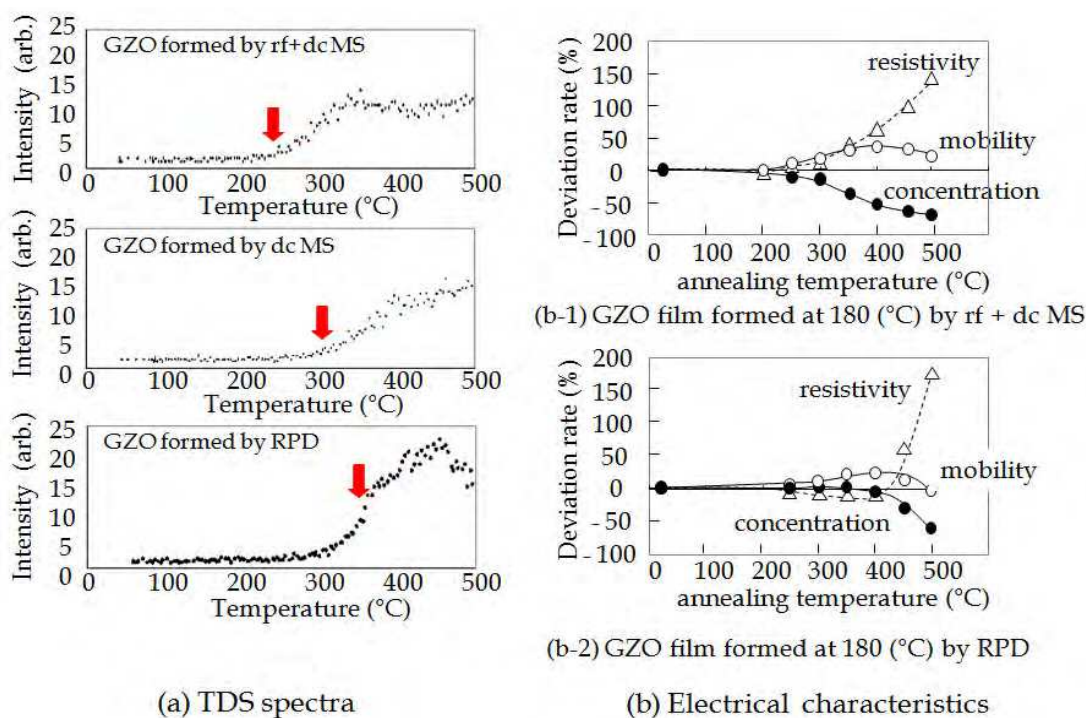 GZO formed by rf+dc MS
Intensity (arb.)
25
20
15
10
5
0
0 100 200 300 400 500
Temperature (°C)
GZO formed by dc MS
Intensity (arb.)
25
20
15
10
5
0
0 100 200 300 400 500
Temperature (°C)
GZO formed by RPD
Intensity (arb.)
25
20
15
10
5
0
0 100 200 300 400 500
Temperature (°C)
(a) TDS spectra
Deviation rate (%)
200
150
100
50
0
-50
-100
resistivity
mobility
concentration
0 100 200 300 400 500
annealing temperature (°C)
(b-1) GZO film formed at 180 (°C) by rf + dc MS
Deviation rate (%)
200
150
100
50
0
-50
-100
resistivity
mobility
concentration
0 100 200 300 400 500
annealing temperature (°C)
(b-2) GZO film formed at 180 (°C) by RPD
(b) Electrical characteristics